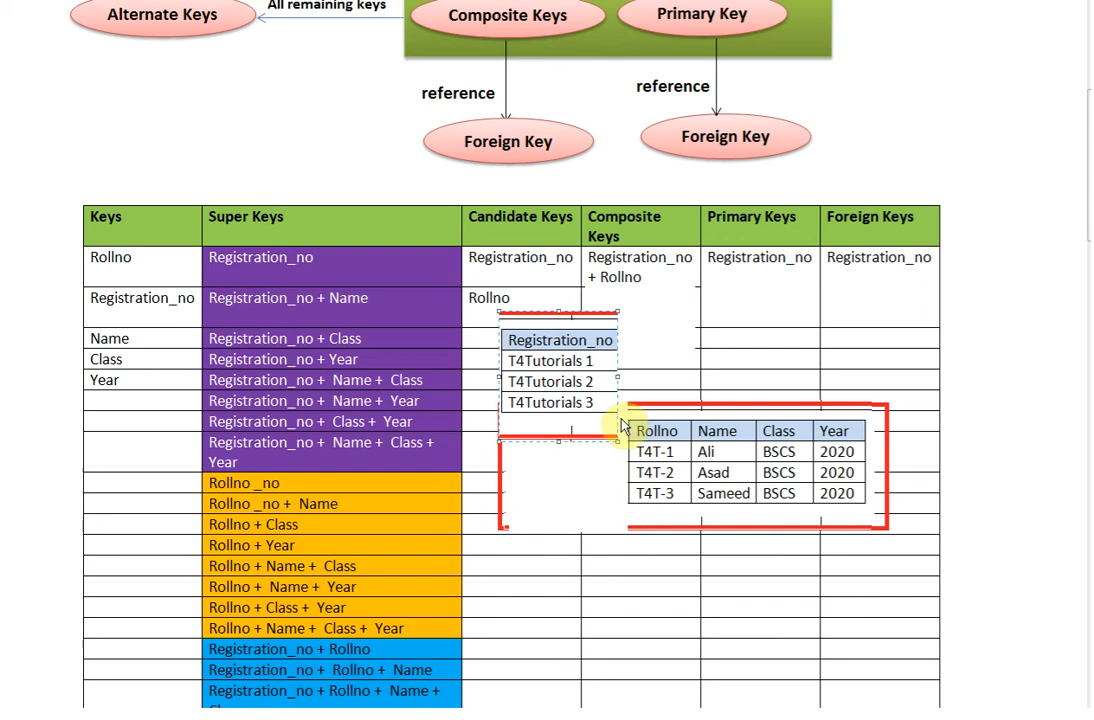 All remaining keys
Alternate Keys
Composite Keys
Primary Key
reference
reference
Foreign Key
Foreign Key
Keys
Super Keys
Candidate Keys
Composite
Keys
Primary Keys
Foreign Keys
Rollno
Registration_no
Registration_no
Registration_no
+ Rollno
Registration_no
Registration_no
Registration_no
Registration_no + Name
Rollno
Name
Registration_no + Class
Class
Registration_no + Year
Year
Registration_no + Name + Class
Registration_no + Name + Year
Registration_no + Class + Year
Registration_no + Name + Class +
Year
Rollno _no
Rollno _no + Name
Rollno + Class
Rollno + Year
Rollno + Name + Class
Rollno + Name + Year
Rollno + Class + Year
Rollno + Name + Class + Year
Registration_no + Rollno
Registration_no + Rollno + Name
Registration_no + Rollno + Name +
Registration_no
T4Tutorials 1
T4Tutorials 2
T4Tutorials 3
Rollno Name Class Year
T4T-1 Ali BSCS 2020
T4T-2 Asad BSCS 2020
T4T-3 Sameed BSCS 2020